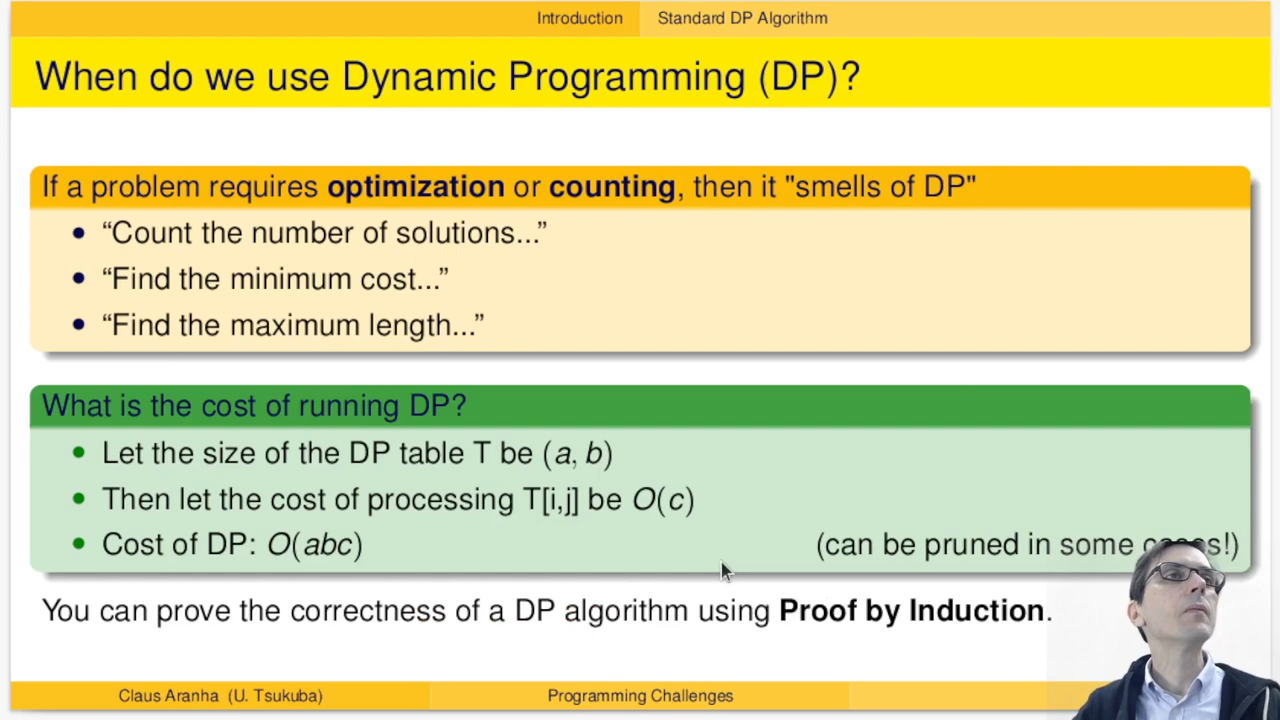 Introduction Standard DP Algorithm
When do we use Dynamic Programming (DP)?
If a problem requires optimization or counting, then it "smells of DP"
• “Count the number of solutions...”
• “Find the minimum cost...”
• “Find the maximum length...”
What is the cost of running DP?
• Let the size of the DP table T be (a, b)
• Then let the cost of processing T[i,j] be O(c)
• Cost of DP: O(abc) (can be pruned in some cases!)
You can prove the correctness of a DP algorithm using Proof by Induction.
Claus Aranha (U. Tsukuba) Programming Challenges